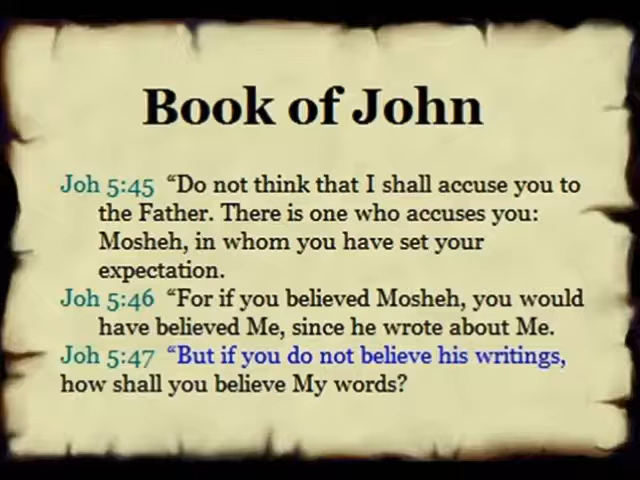 Book of John
Joh 5:45 “Do not think that I shall accuse you to
the Father. There is one who accuses you:
Mosheh, in whom you have set your
expectation.
Joh 5:46 “For if you believed Mosheh, you would
have believed Me, since he wrote about Me.
Joh 5:47 “But if you do not believe his writings,
how shall you believe My words?